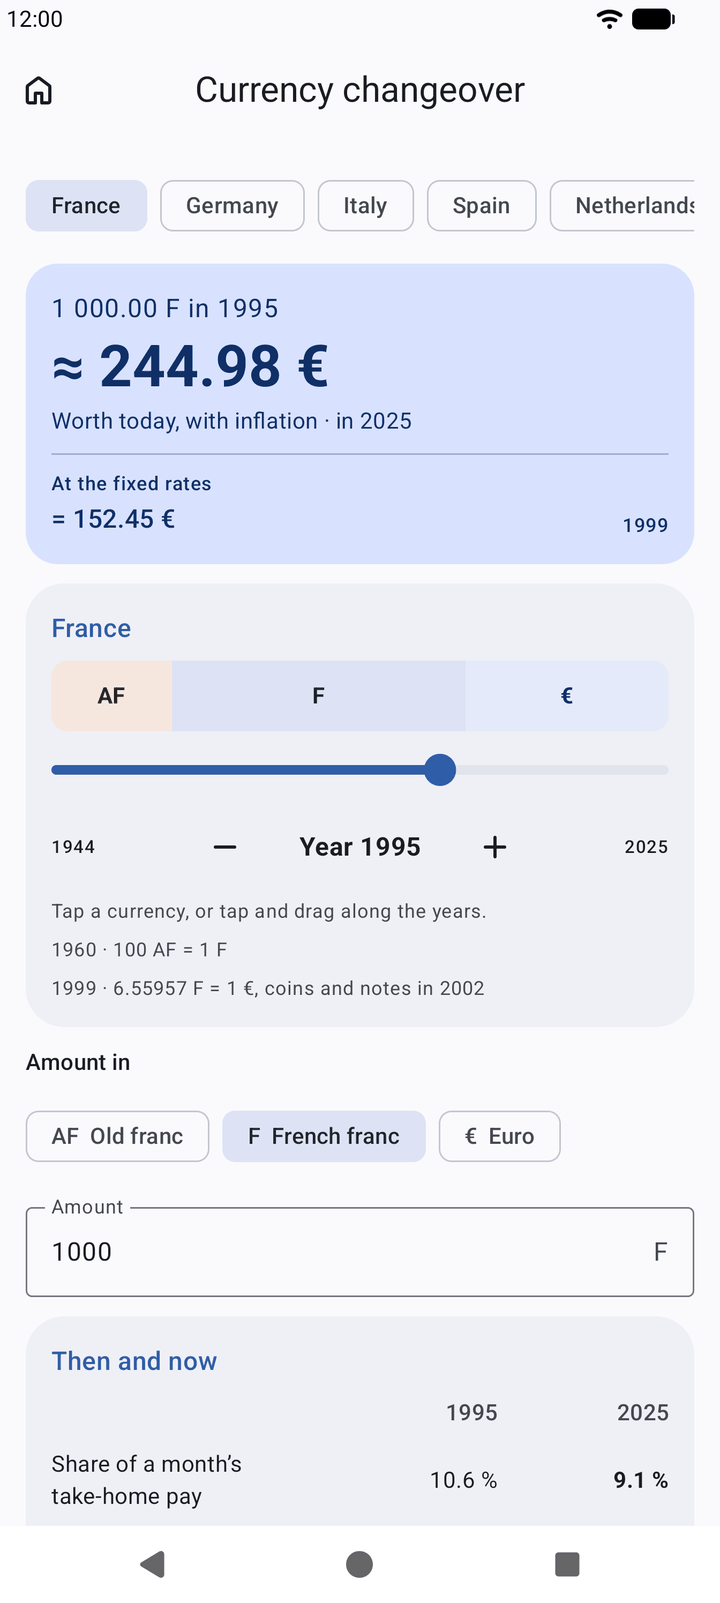 12:00
Currency changeover
France
Germany
Italy
Spain
Netherlands
1 000.00 F in 1995
≈ 244.98 €
Worth today, with inflation · in 2025
At the fixed rates
= 152.45 €
1999
France
AF
F
€
1944
Year 1995
2025
Tap a currency, or tap and drag along the years.
1960 · 100 AF = 1 F
1999 · 6.55957 F = 1 €, coins and notes in 2002
Amount in
AF Old franc
F French franc
€ Euro
Amount
1000 F
Then and now
1995 2025
Share of a month’s
take-home pay
10.6 % 9.1 %